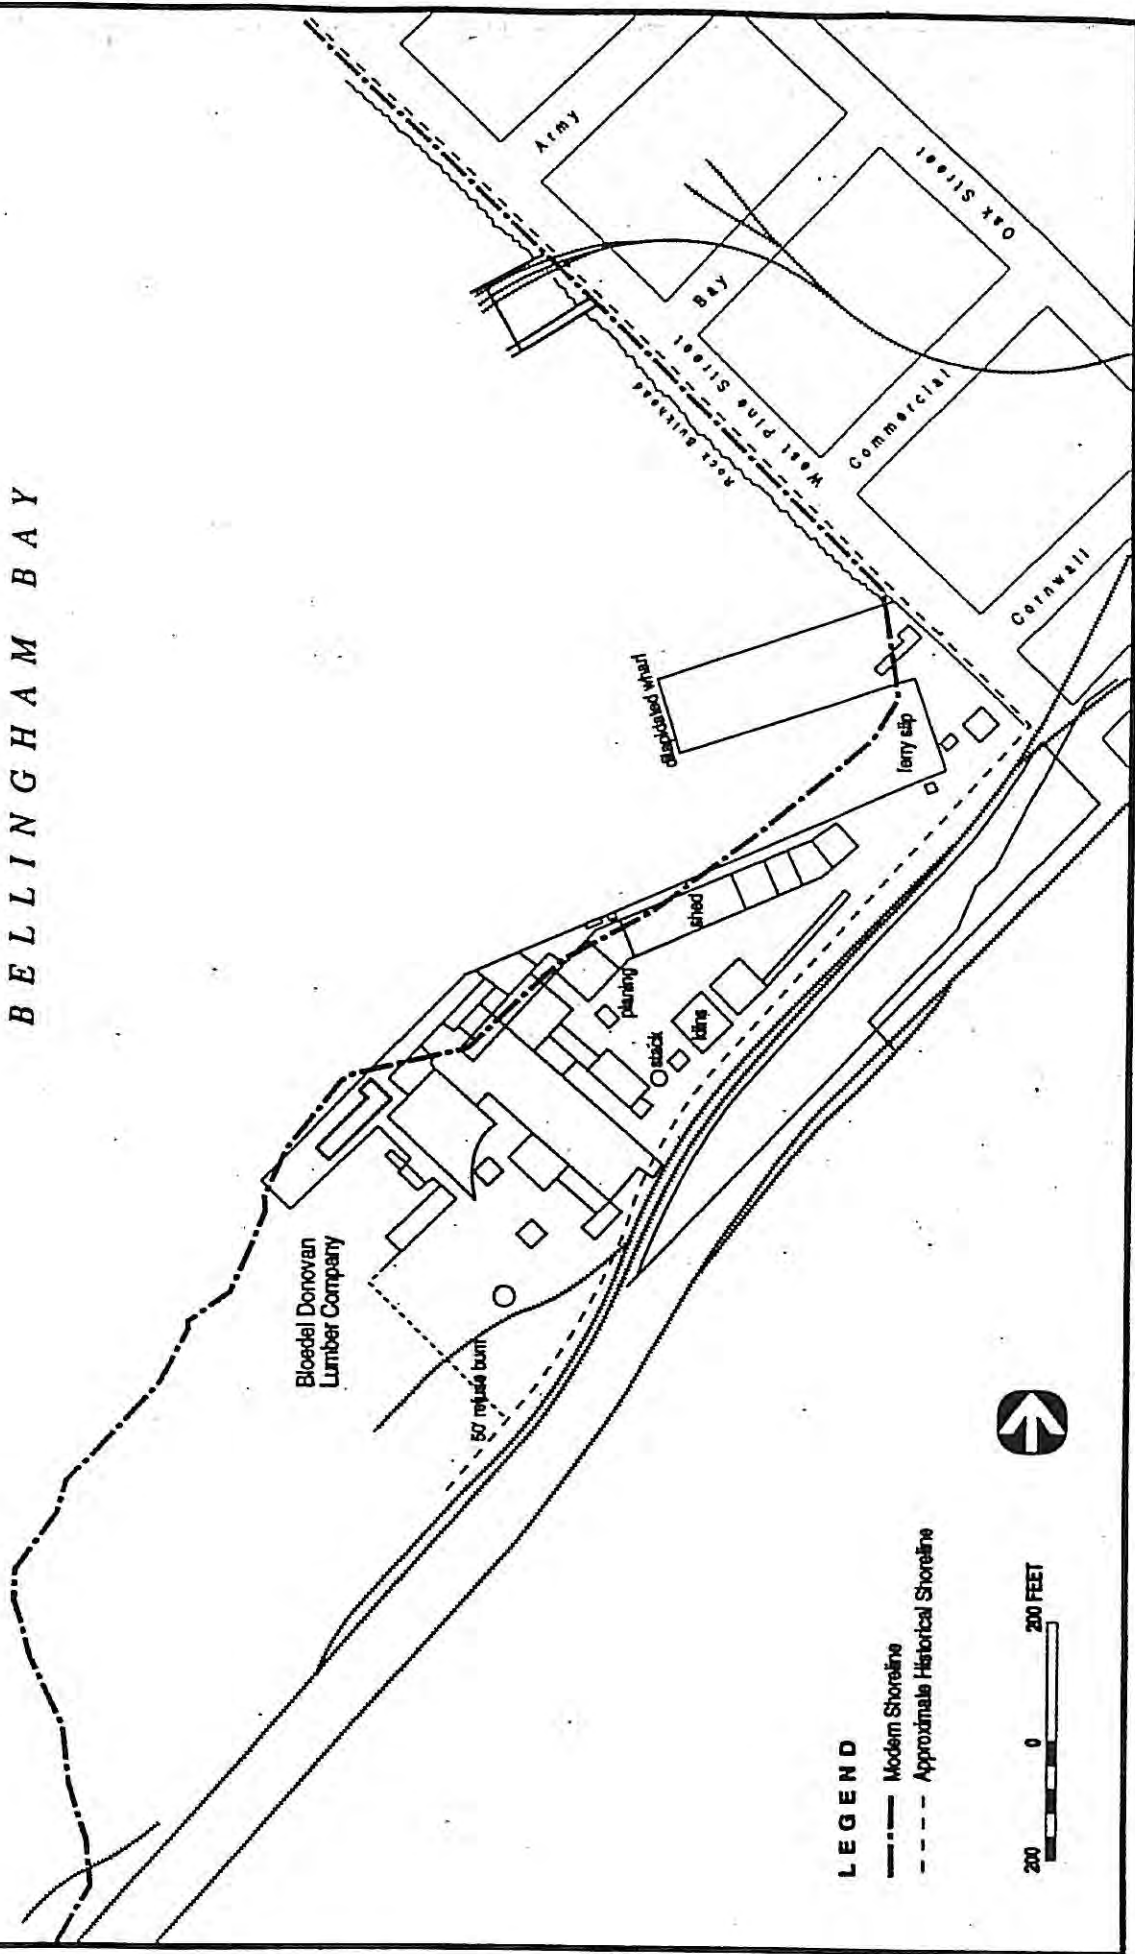 BELLINGHAM BAY
Army
Bay
Oak Street
West Pine Street
Rock Bulkhead
Commercial
Cornwall
dilapidated wharf
ferry slip
shed
planing
kilns
stack
Bloedel Donovan
Lumber Company
50' refuse burn
LEGEND
Modern Shoreline
Approximate Historical Shoreline
200 0 200 FEET